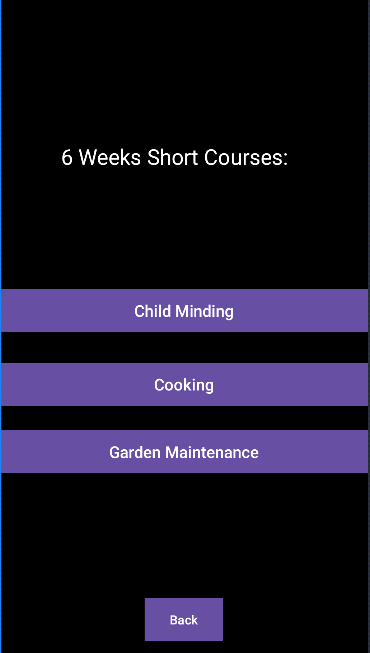 6 Weeks Short Courses:
Child Minding
Cooking
Garden Maintenance
Back